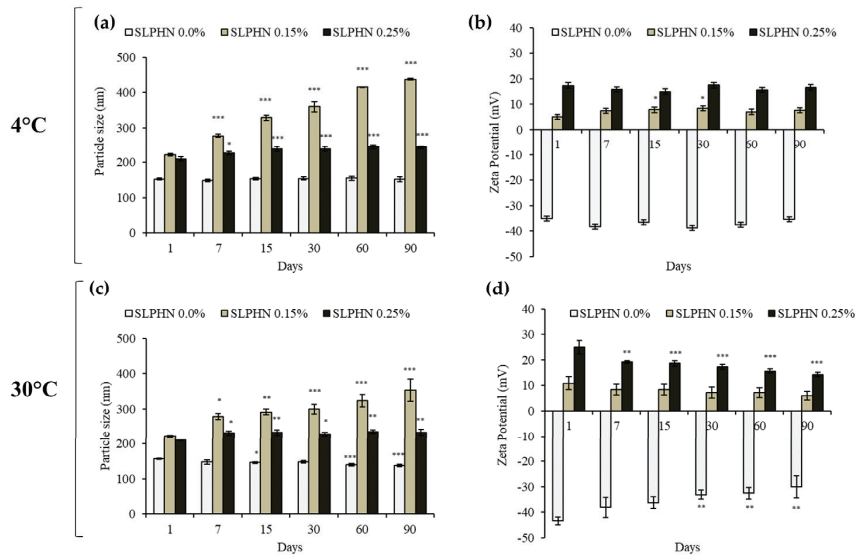 (a)
SLPHN 0.0% SLPHN 0.15% SLPHN 0.25%
4°C
Particle size (nm)
500
400
300
200
100
0
*** *** *** *** ***
* *** *** *** ***
1 7 15 30 60 90
Days
(b)
SLPHN 0.0% SLPHN 0.15% SLPHN 0.25%
Zeta Potential (mV)
40
30
20
10
0
-10
-20
-30
-40
-50
* *
1 7 15 30 60 90
Days
(c)
SLPHN 0.0% SLPHN 0.15% SLPHN 0.25%
30°C
Particle size (nm)
500
400
300
200
100
0
* ** *** *** ***
* ** * ** **
* *** ***
1 7 15 30 60 90
Days
(d)
SLPHN 0.0% SLPHN 0.15% SLPHN 0.25%
Zeta Potential (mV)
40
30
20
10
0
-10
-20
-30
-40
-50
** *** *** *** ***
1 7 15 30 60 90
** ** **
Days